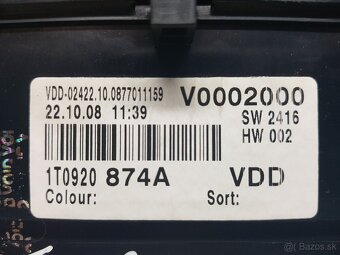 VDD-02422.10.0877011159 V0002000
22.10.08 11:39 SW 2416
HW 002
1T0920 874A VDD
Colour: Sort:
Bazos.sk